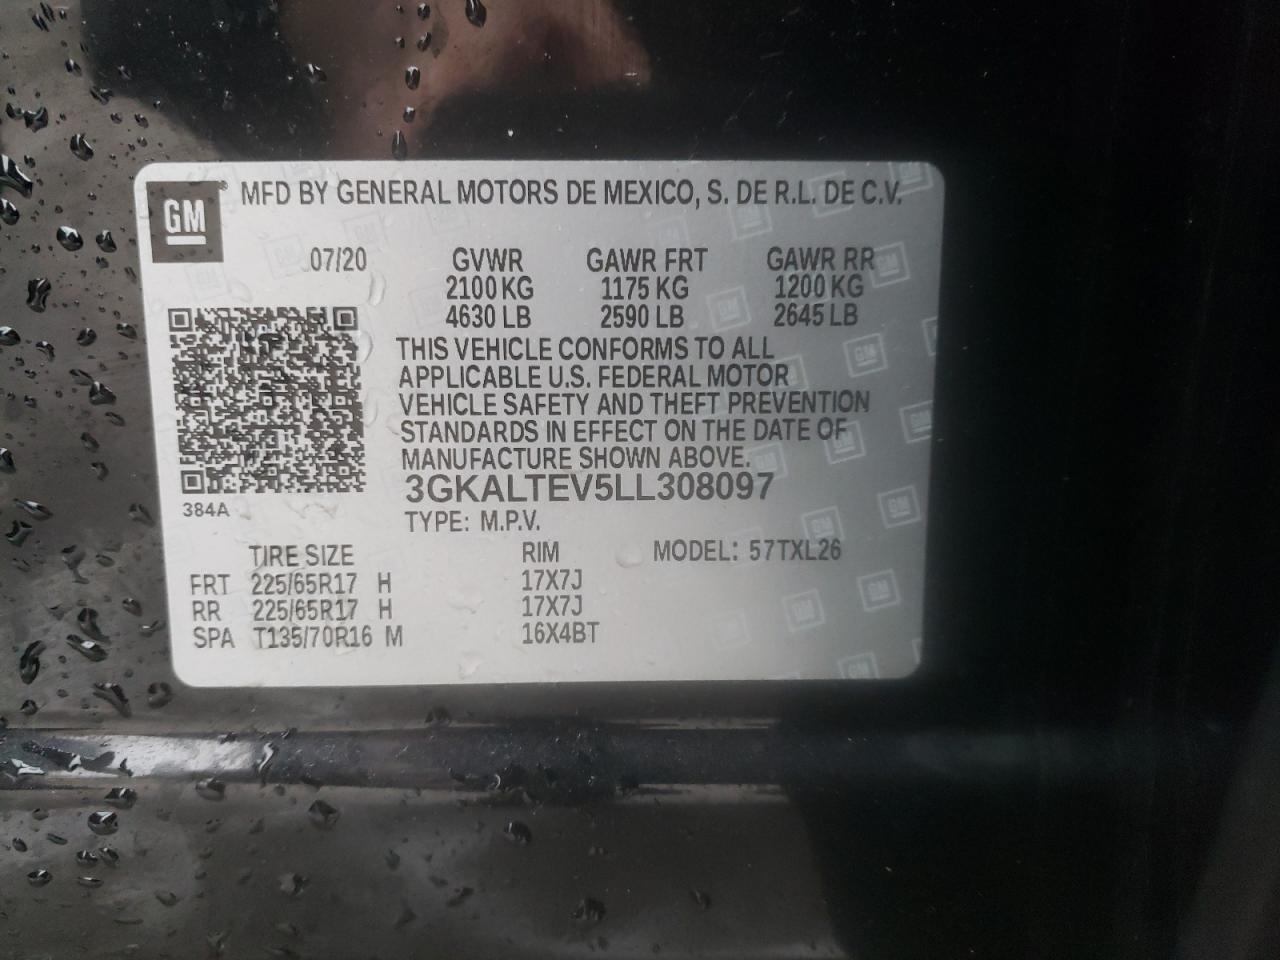 GM
MFD BY GENERAL MOTORS DE MEXICO, S. DE R.L. DE C.V.
07/20 GVWR GAWR FRT GAWR RR
2100 KG 1175 KG 1200 KG
4630 LB 2590 LB 2645 LB
THIS VEHICLE CONFORMS TO ALL
APPLICABLE U.S. FEDERAL MOTOR
VEHICLE SAFETY AND THEFT PREVENTION
STANDARDS IN EFFECT ON THE DATE OF
MANUFACTURE SHOWN ABOVE.
3GKALTEV5LL308097
384A
TYPE: M.P.V.
TIRE SIZE RIM MODEL: 57TXL26
FRT 225/65R17 H 17X7J
RR 225/65R17 H 17X7J
SPA T135/70R16 M 16X4BT